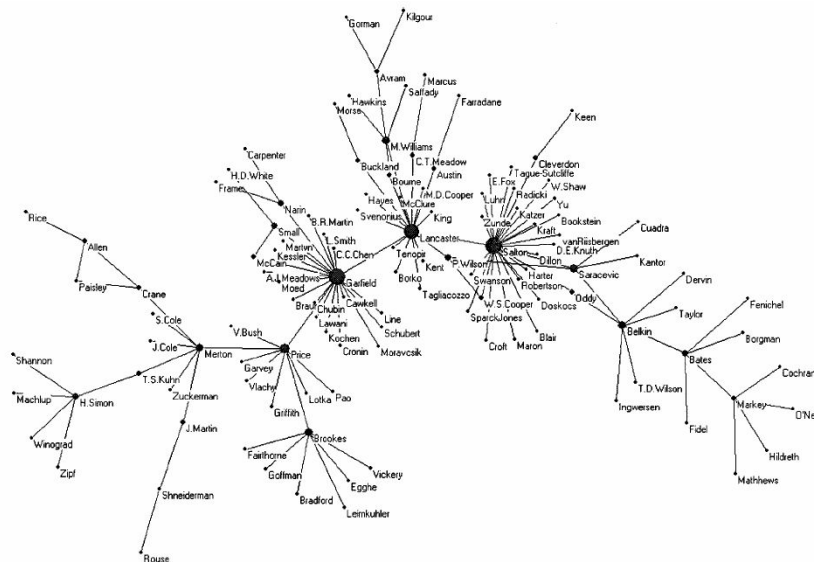 Gorman
Kilgour
Avram
Marcus
Saffady
Hawkins
Morse
Farradane
Keen
M.Williams
Carpenter
H.D.White
Frame
Buckland
C.T.Meadow
Cleverdon
Tague-Sutcliffe
Bourne
Austin
E.Fox
W.Shaw
Radicki
M.D.Cooper
Hayes
McClure
Luhn
Yu
Narin
Svenonius
King
Zunde
Katzer
Bookstein
B.R.Martin
Rice
Small
Kraft
Cuadra
Lancaster
vanRijsbergen
L.Smith
Martyn
Allen
Kessler
C.C.Chen
Tenopir
Salton
D.E.Knuth
Dillon
McCain
Kent
P.Wilson
Saracevic
Kantor
A.J.Meadows
Garfield
Borko
Swanson
Harter
Dervin
Paisley
Moed
Robertson
Crane
Tagliacozzo
W.S.Cooper
Doskocs
Oddy
Braun
Chubin
Cawkell
Fenichel
Line
SparckJones
Taylor
S.Cole
Lawani
Belkin
V.Bush
Schubert
Blair
Kochen
Croft
Maron
Borgman
J.Cole
Merton
Price
Cronin
Moravcsik
Shannon
Bates
Garvey
T.S.Kuhn
Cochran
Vlachy
T.D.Wilson
Zuckerman
Lotka
Pao
Machlup
H.Simon
Ingwersen
Markey
Griffith
O'Ne
Fidel
J.Martin
Winograd
Brookes
Fairthorne
Hildreth
Zipf
Goffman
Vickery
Mathhews
Egghe
Shneiderman
Bradford
Leimkuhler
Rouse